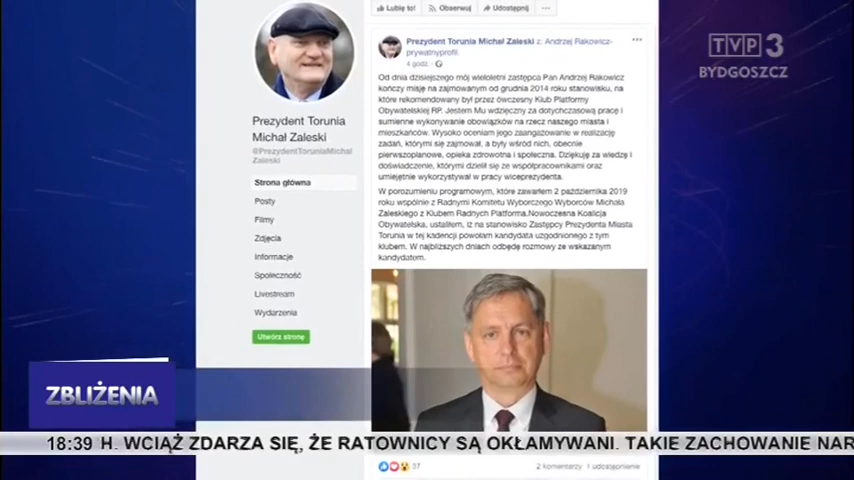 Lubię to! Obserwuj Udostępnij ...
TVP 3
BYDGOSZCZ
Prezydent Torunia Michał Zaleski z: Andrzej Rakowicz-
prywatnyprofil.
4 godz.
Prezydent Torunia
Michał Zaleski
@PrezydentToruniaMichał
Zaleski
Strona główna
Posty
Filmy
Zdjęcia
Informacje
Społeczność
Livestream
Wydarzenia
Utwórz stronę
Od dnia dzisiejszego mój wieloletni zastępca Pan Andrzej Rakowicz
kończy misję na zajmowanym od grudnia 2014 roku stanowisku, na
które rekomendowany był przez ówczesny Klub Platformy
Obywatelskiej RP. Jestem Mu wdzięczny za dotychczasową pracę i
sumienne wykonywanie obowiązków na rzecz naszego miasta i
mieszkańców. Wysoko oceniam jego zaangażowanie w realizację
zadań, którymi się zajmował, a były wśród nich, obecnie
pierwszoplanowe, opieka zdrowotna i społeczna. Dziękuję za wiedzę i
doświadczenie, którymi dzielił się ze współpracownikami oraz
umiejętnie wykorzystywał w pracy wiceprezydenta.
W porozumieniu programowym, które zawarłem 2 października 2019
roku wspólnie z Radnymi Komitetu Wyborczego Wyborców Michała
Zaleskiego z Klubem Radnych Platforma.Nowoczesna Koalicja
Obywatelska, ustaliłem, iż na stanowisko Zastępcy Prezydenta Miasta
Torunia w tej kadencji powołam kandydata uzgodnionego z tym
klubem. W najbliższych dniach odbędę rozmowy ze wskazanym
kandydatem.
ZBLIŻENIA
18:39 H. WCIĄŻ ZDARZA SIĘ, ŻE RATOWNICY SĄ OKŁAMYWANI. TAKIE ZACHOWANIE NAR
37 2 komentarzy 1 udostępnienie